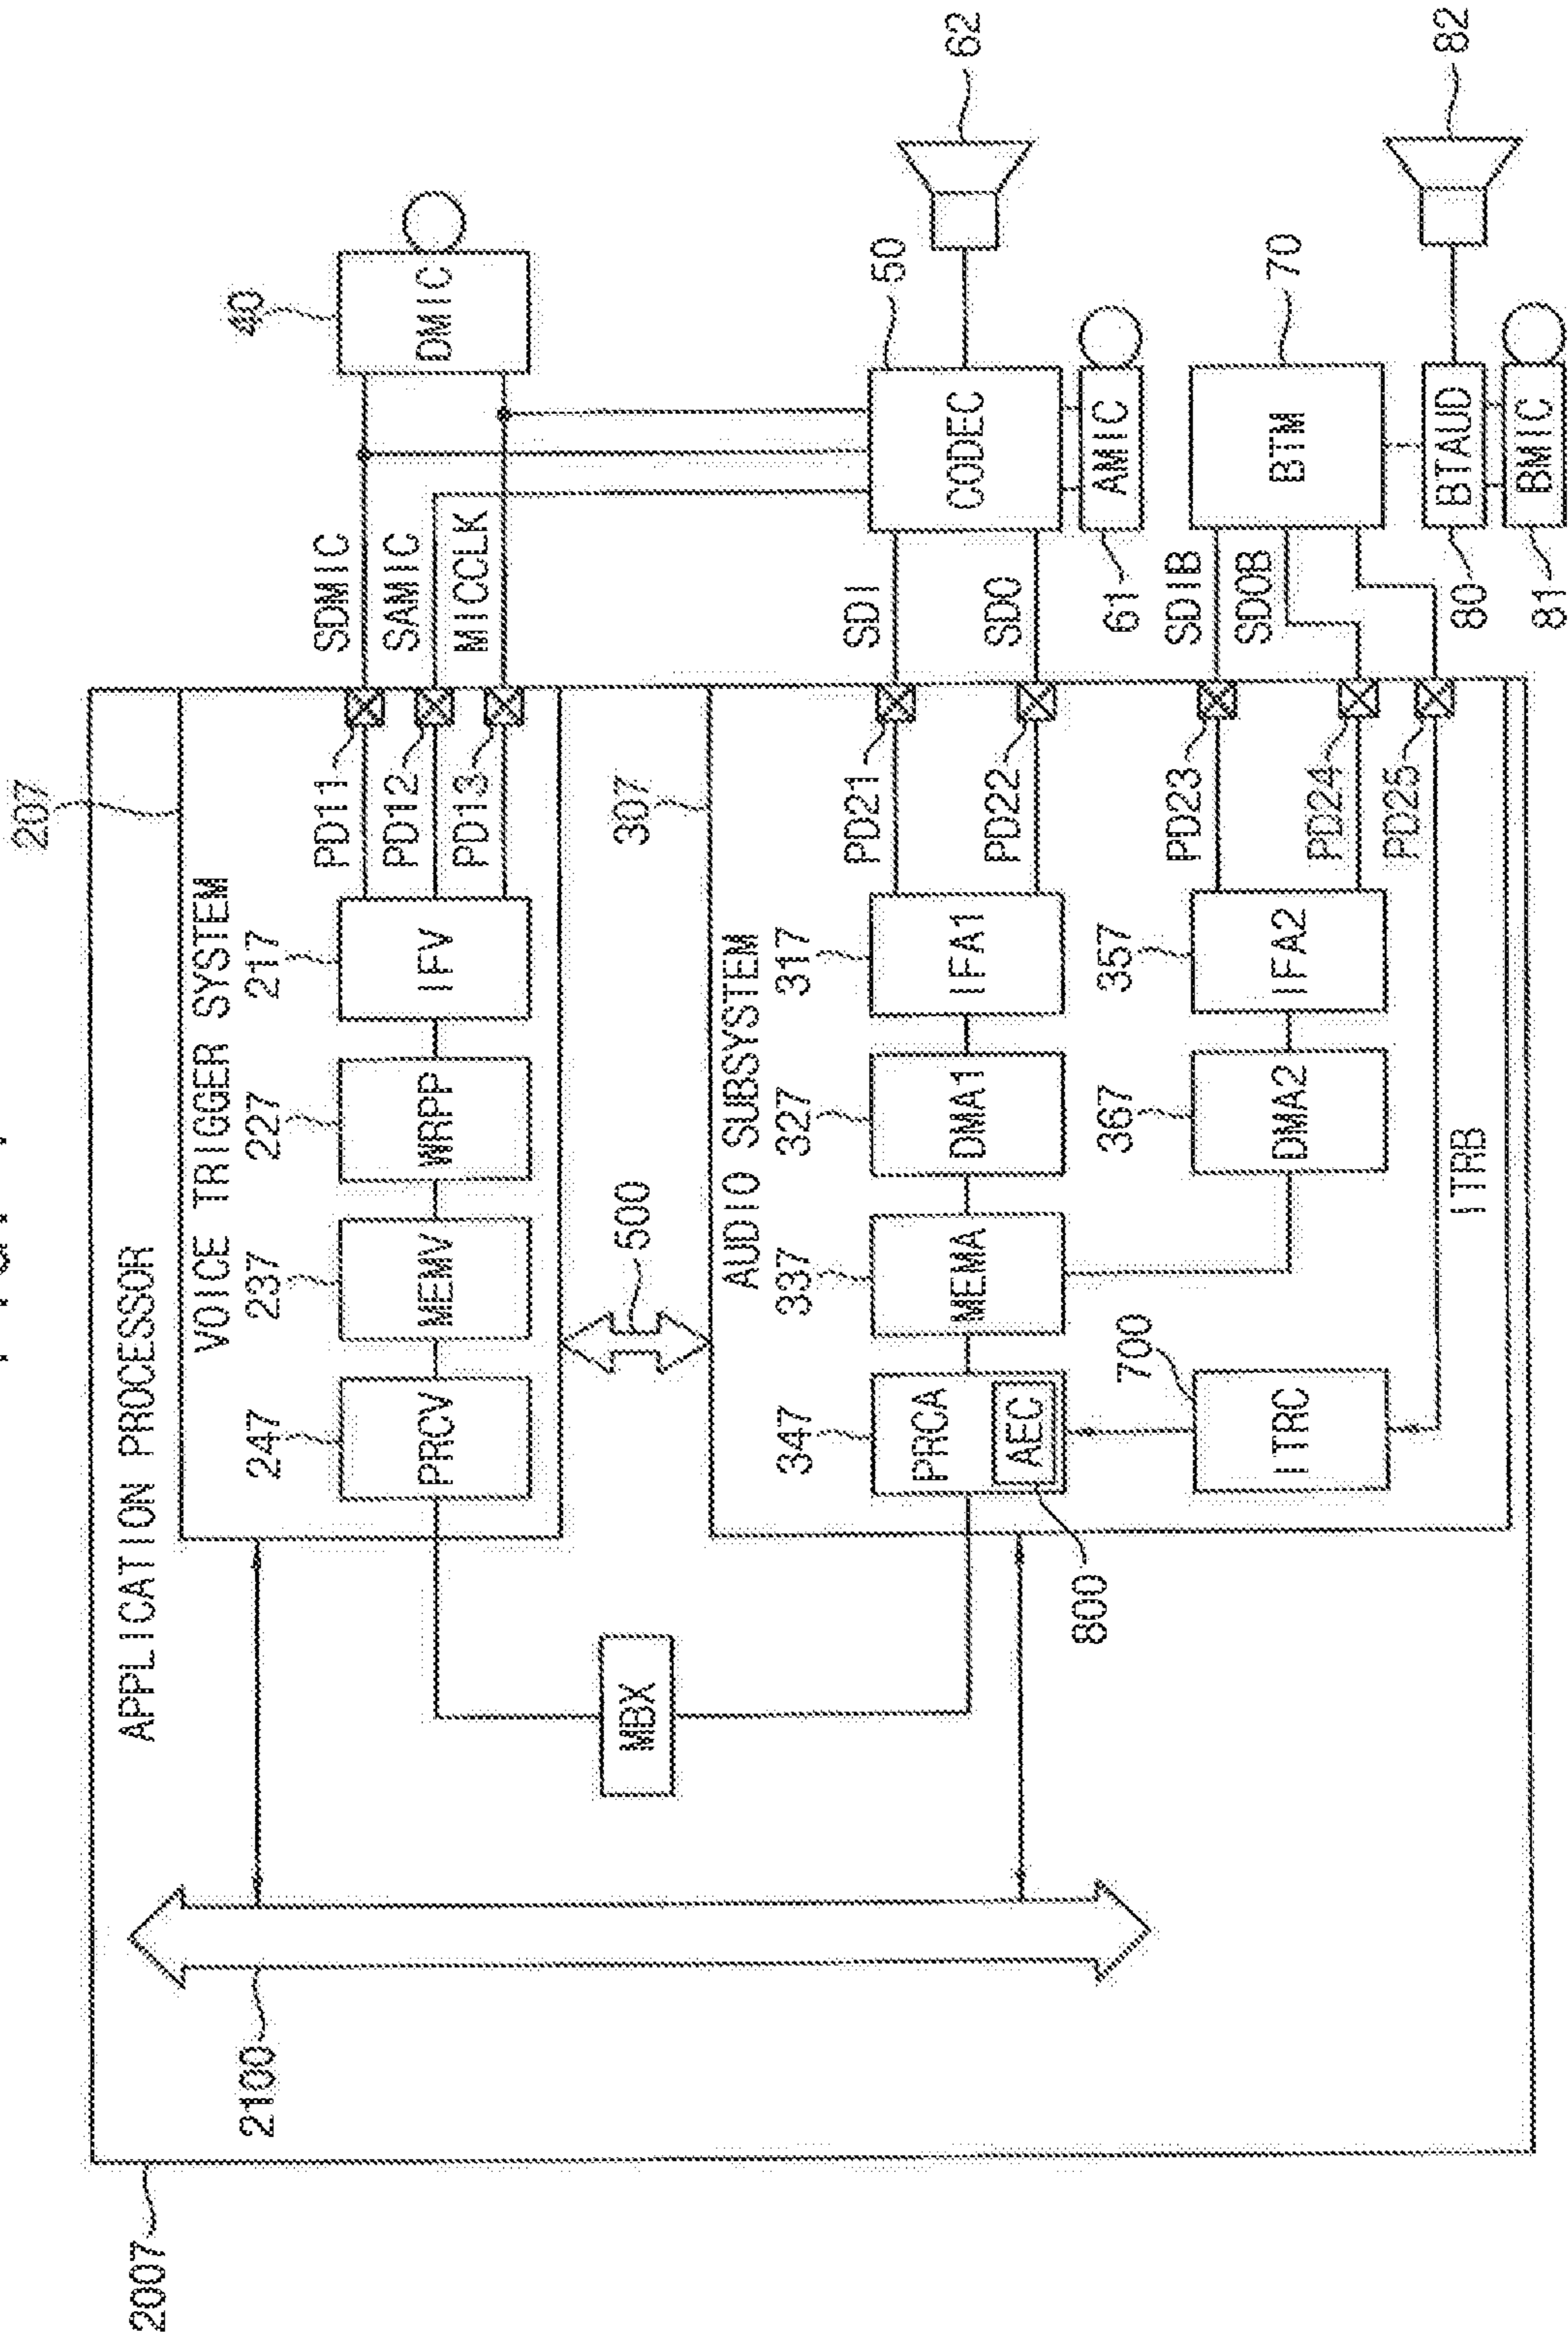 2007
APPLICATION PROCESSOR
207
VOICE TRIGGER SYSTEM
247
237
227
217
PRCV
MEMV
WRPP
IFV
PD11
PD12
PD13
SDMIC
SAMIC
MICCLK
40
DMIC
2100
MBX
500
307
AUDIO SUBSYSTEM
347
337
327
317
PRCA
AEC
MEMA
DMA1
IFA1
PD21
PD22
SDI
SDO
50
CODEC
62
61
AMIC
800
700
367
357
ITRC
DMA2
IFA2
PD23
PD24
PD25
SDIB
SDOB
70
BTM
ITRB
80
BTAUD
82
81
BMIC